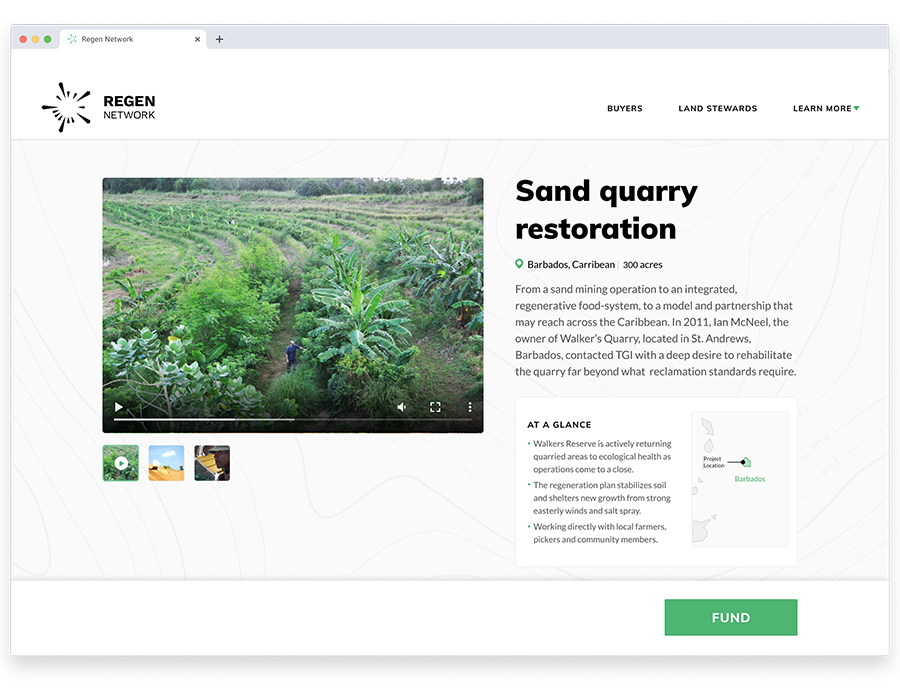 Regen Network
REGEN
NETWORK
BUYERS
LAND STEWARDS
LEARN MORE
Sand quarry
restoration
Barbados, Carribean | 300 acres
From a sand mining operation to an integrated,
regenerative food-system, to a model and partnership that
may reach across the Caribbean. In 2011, Ian McNeel, the
owner of Walker's Quarry, located in St. Andrews,
Barbados, contacted TGI with a deep desire to rehabilitate
the quarry far beyond what reclamation standards require.
AT A GLANCE
• Walkers Reserve is actively returning
quarried areas to ecological health as
operations come to a close.
• The regeneration plan stabilizes soil
and shelters new growth from strong
easterly winds and salt spray.
• Working directly with local farmers,
pickers and community members.
Project
Location
Barbados
FUND